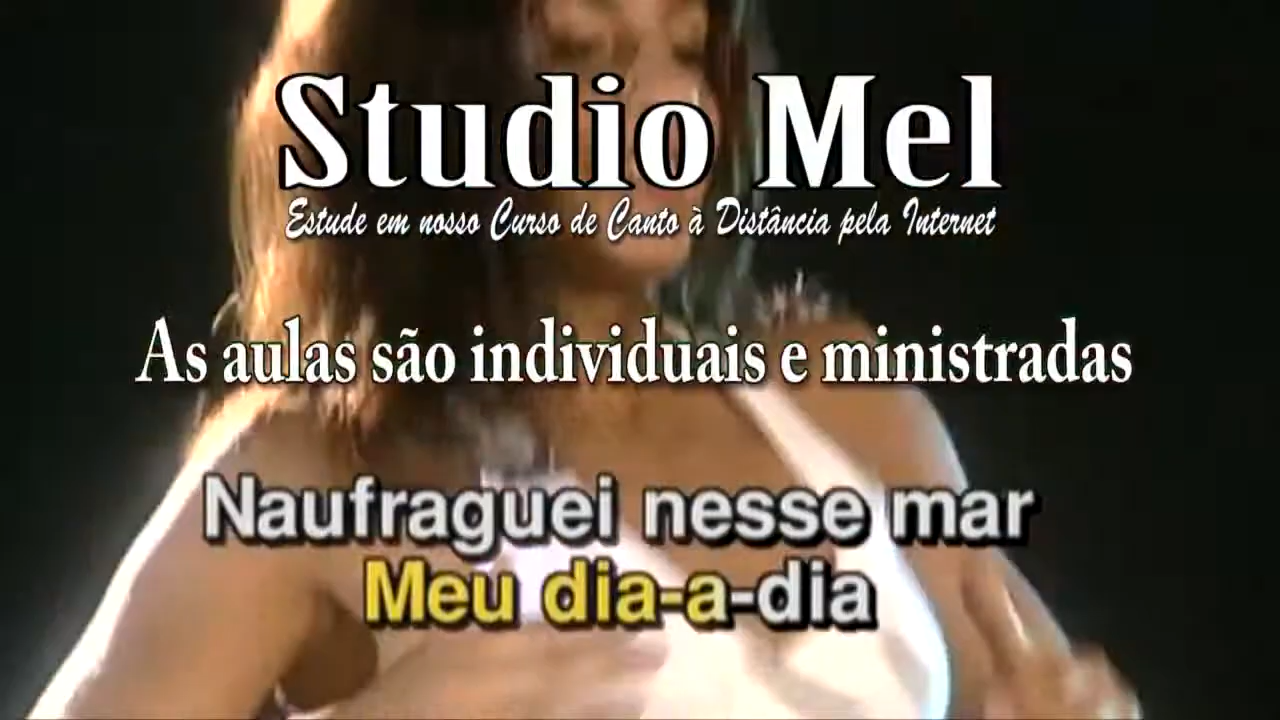 Studio Mel
Estude em nosso Curso de Canto à Distância pela Internet
As aulas são individuais e ministradas
Naufraguei nesse mar
Meu dia-a-dia